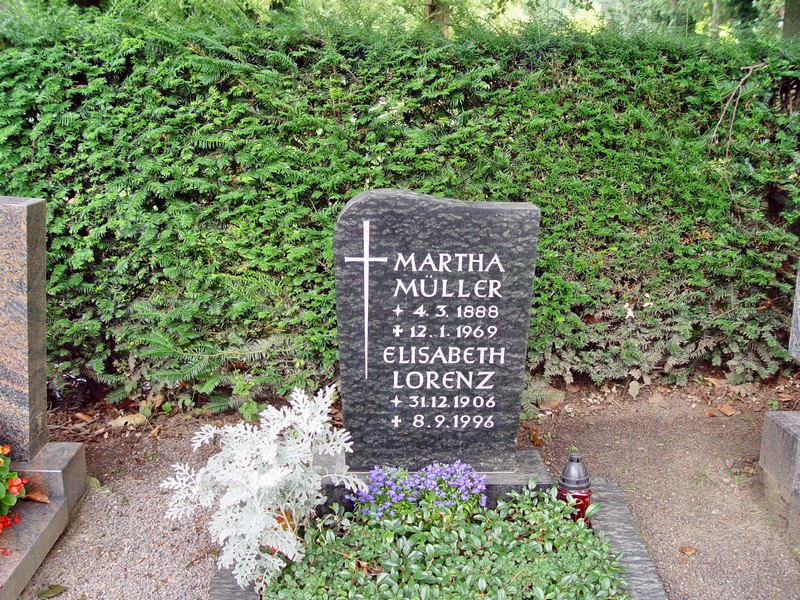 MARTHA
MÜLLER
✦ 4.3.1888
✝ 12.1.1969
ELISABETH
LORENZ
✦ 31.12.1906
✝ 8.9.1996